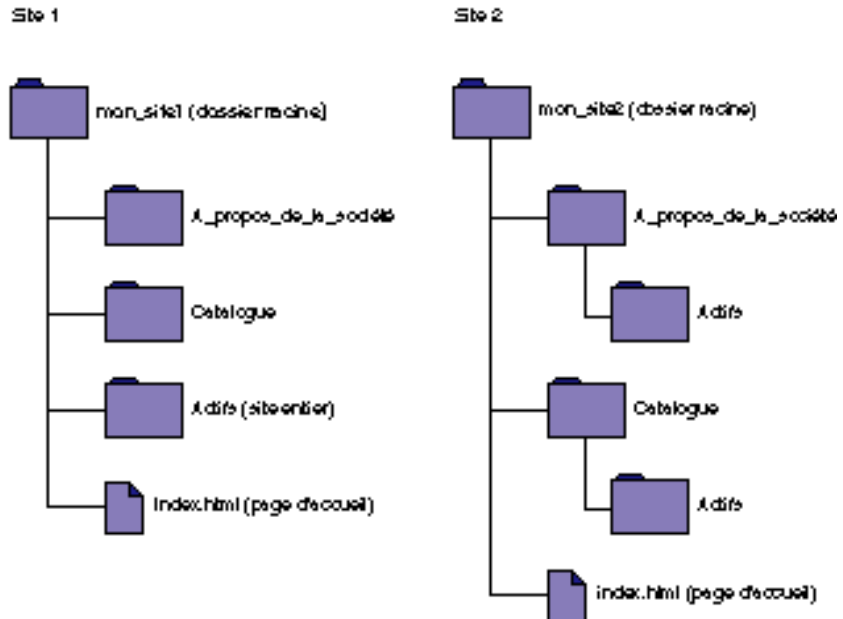 Site 1
mon_site1 (dossier racine)
A_propos_de_la_société
Catalogue
Actifs (site entier)
index.html (page d'accueil)
Site 2
mon_site2 (dossier racine)
A_propos_de_la_société
Actifs
Catalogue
Actifs
index.html (page d'accueil)